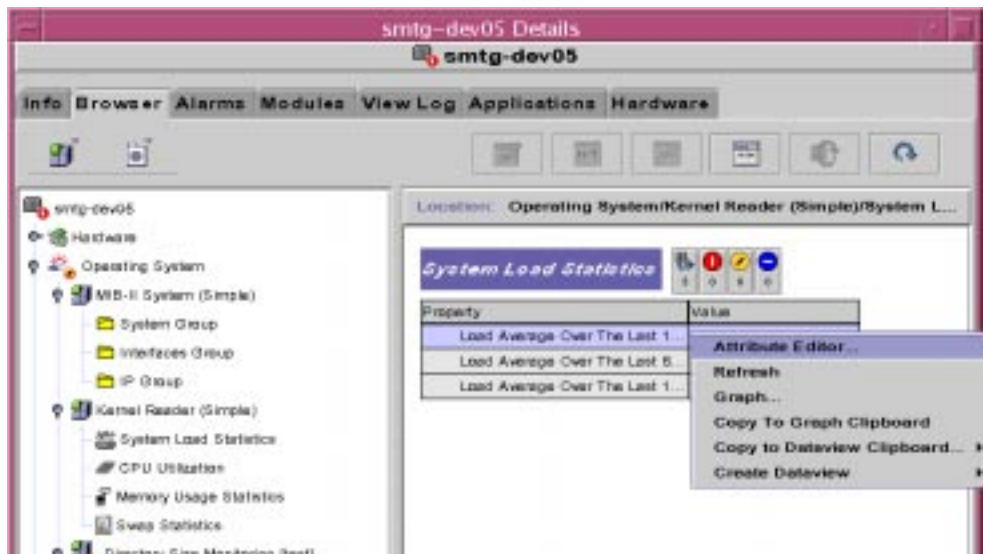 smtg-dev05 Details
smtg-dev05
Info Browser Alarms Modules View Log Applications Hardware
smtg-dev05
Location: Operating System/Kernel Reader (Simple)/System L...
Hardware
Operating System
System Load Statistics
MIB-II System (Simple)
Property Value
System Group
Load Average Over The Last 1...
Attribute Editor...
Interfaces Group
Load Average Over The Last 5...
Refresh
IP Group
Load Average Over The Last 1...
Graph...
Kernel Reader (Simple)
Copy To Graph Clipboard
System Load Statistics
Copy to Dataview Clipboard...
CPU Utilization
Create Dataview
Memory Usage Statistics
Swap Statistics
Directory Size Monitoring